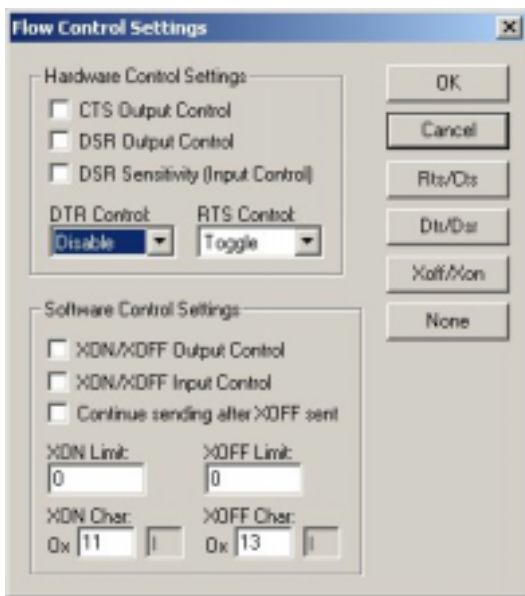 Flow Control Settings
Hardware Control Settings
CTS Output Control
DSR Output Control
DSR Sensitivity (Input Control)
DTR Control: RTS Control:
Disable Toggle
Software Control Settings
XON/XOFF Output Control
XON/XOFF Input Control
Continue sending after XOFF sent
XON Limit: XOFF Limit:
0 0
XON Char: XOFF Char:
0x 11 0x 13
OK
Cancel
Rts/Cts
Dtr/Dsr
Xoff/Xon
None